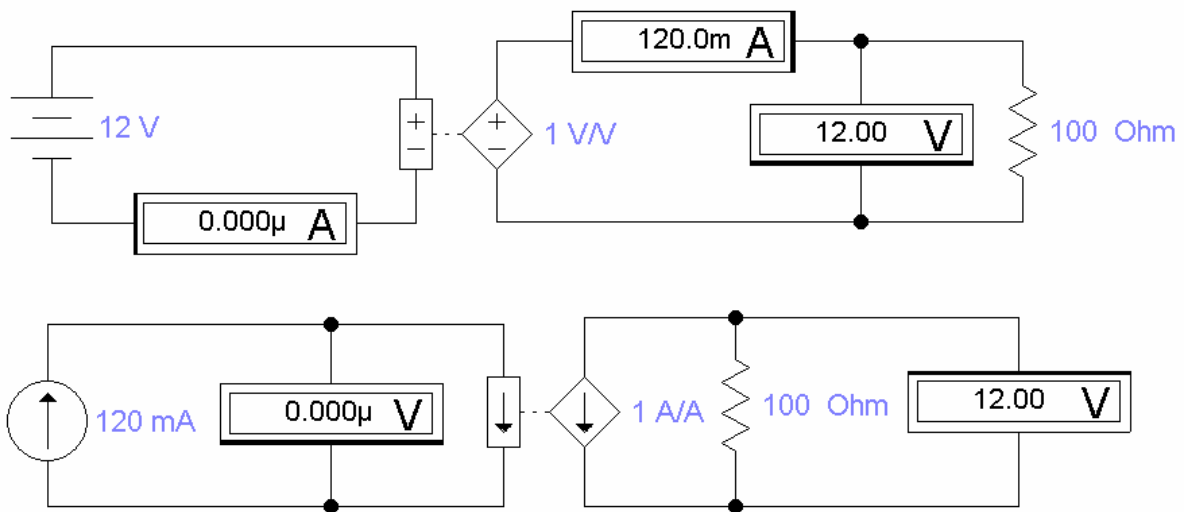 120.0m A
12 V
1 V/V
12.00 V
100 Ohm
0.000µ A
120 mA
0.000µ V
1 A/A
100 Ohm
12.00 V